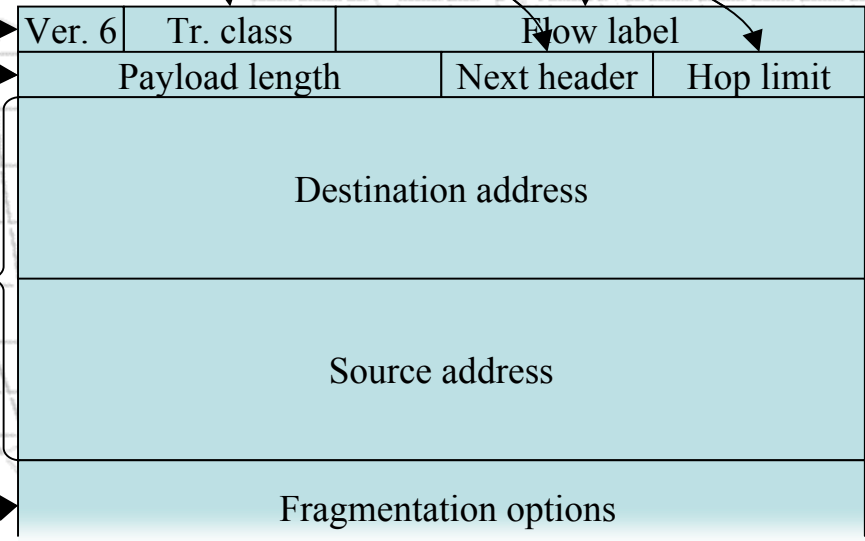 Ver. 6 Tr. class Flow label
Payload length Next header Hop limit
Destination address
Source address
Fragmentation options